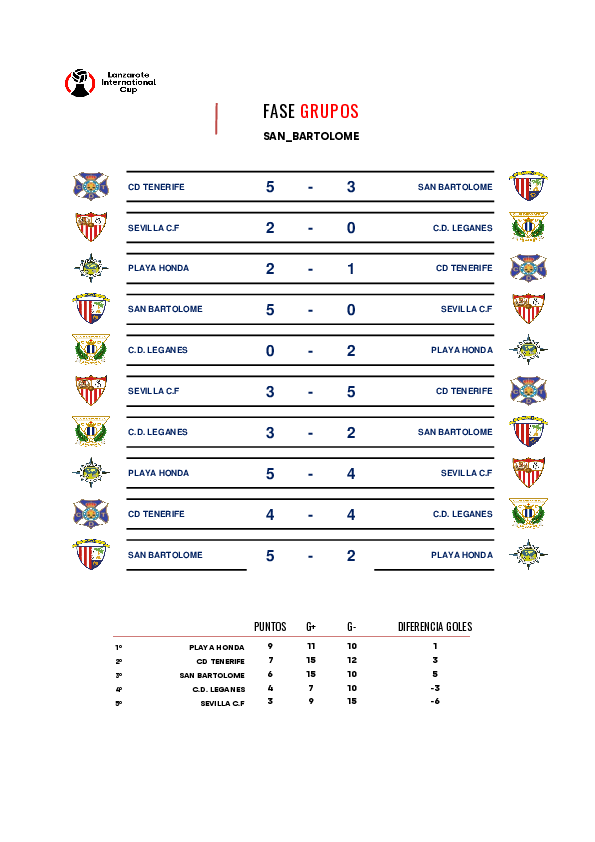 Lanzarote
International
Cup
FASE GRUPOS
SAN_BARTOLOME
CD TENERIFE 5 - 3 SAN BARTOLOME
SEVILLA C.F 2 - 0 C.D. LEGANES
PLAYA HONDA 2 - 1 CD TENERIFE
SAN BARTOLOME 5 - 0 SEVILLA C.F
C.D. LEGANES 0 - 2 PLAYA HONDA
SEVILLA C.F 3 - 5 CD TENERIFE
C.D. LEGANES 3 - 2 SAN BARTOLOME
PLAYA HONDA 5 - 4 SEVILLA C.F
CD TENERIFE 4 - 4 C.D. LEGANES
SAN BARTOLOME 5 - 2 PLAYA HONDA
PUNTOS G+ G- DIFERENCIA GOLES
1º PLAYA HONDA 9 11 10 1
2º CD TENERIFE 7 15 12 3
3º SAN BARTOLOME 6 15 10 5
4º C.D. LEGANES 4 7 10 -3
5º SEVILLA C.F 3 9 15 -6